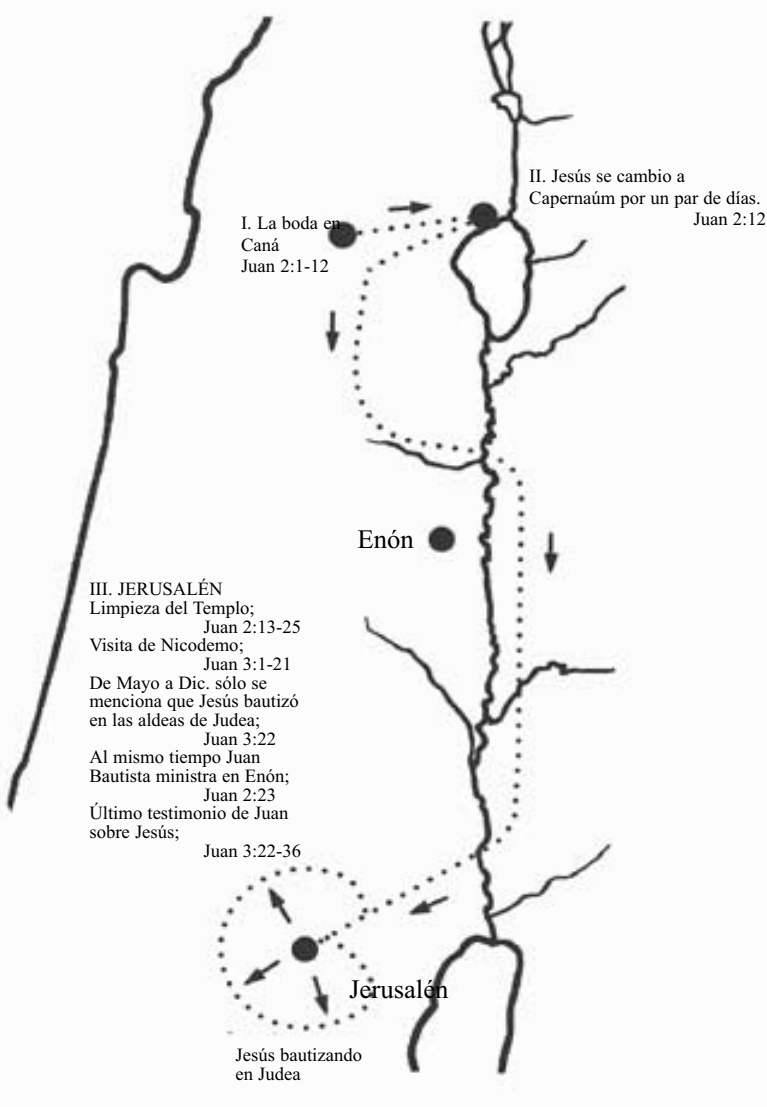 II. Jesús se cambio a
Capernaúm por un par de días.
Juan 2:12
I. La boda en
Caná
Juan 2:1-12
Enón
III. JERUSALÉN
Limpieza del Templo;
Juan 2:13-25
Visita de Nicodemo;
Juan 3:1-21
De Mayo a Dic. sólo se
menciona que Jesús bautizó
en las aldeas de Judea;
Juan 3:22
Al mismo tiempo Juan
Bautista ministra en Enón;
Juan 2:23
Último testimonio de Juan
sobre Jesús;
Juan 3:22-36
Jerusalén
Jesús bautizando
en Judea